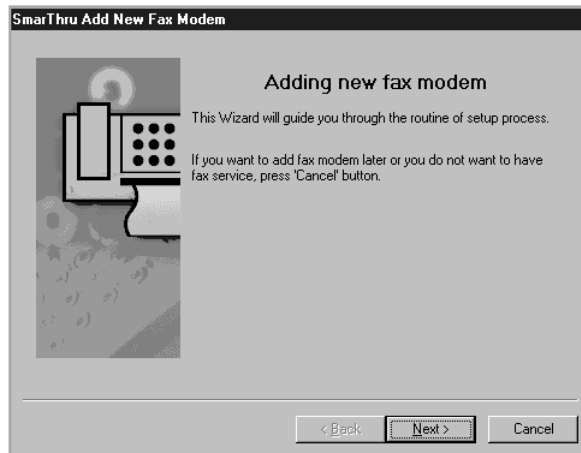 SmarThru Add New Fax Modem
Adding new fax modem
This Wizard will guide you through the routine of setup process.
If you want to add fax modem later or you do not want to have
fax service, press 'Cancel' button.
< Back
Next >
Cancel